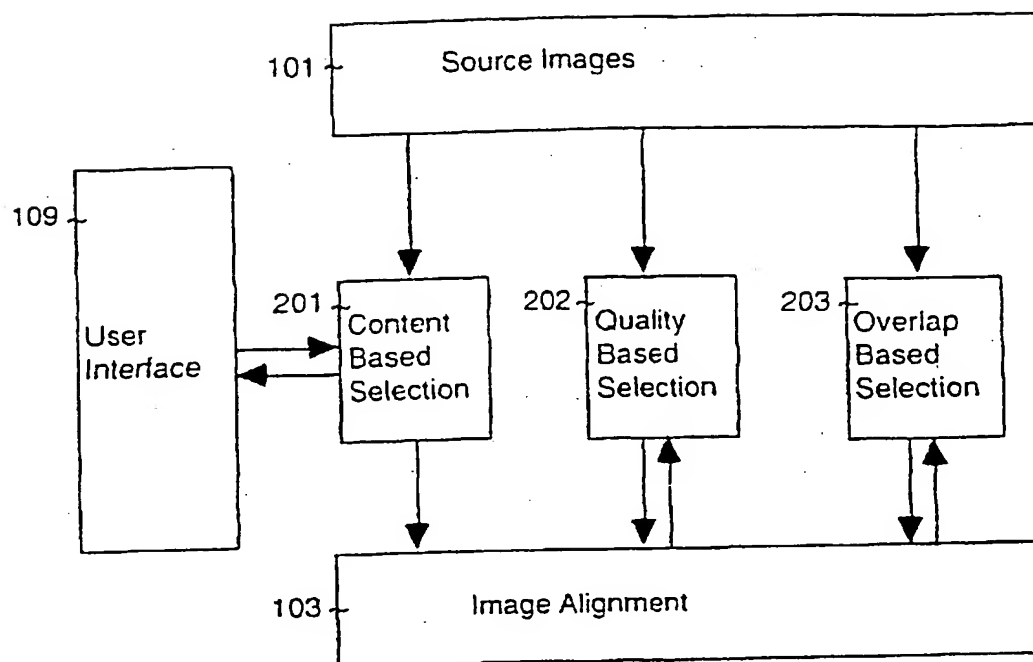 101 Source Images
109
User
Interface
201
Content
Based
Selection
202
Quality
Based
Selection
203
Overlap
Based
Selection
103 Image Alignment